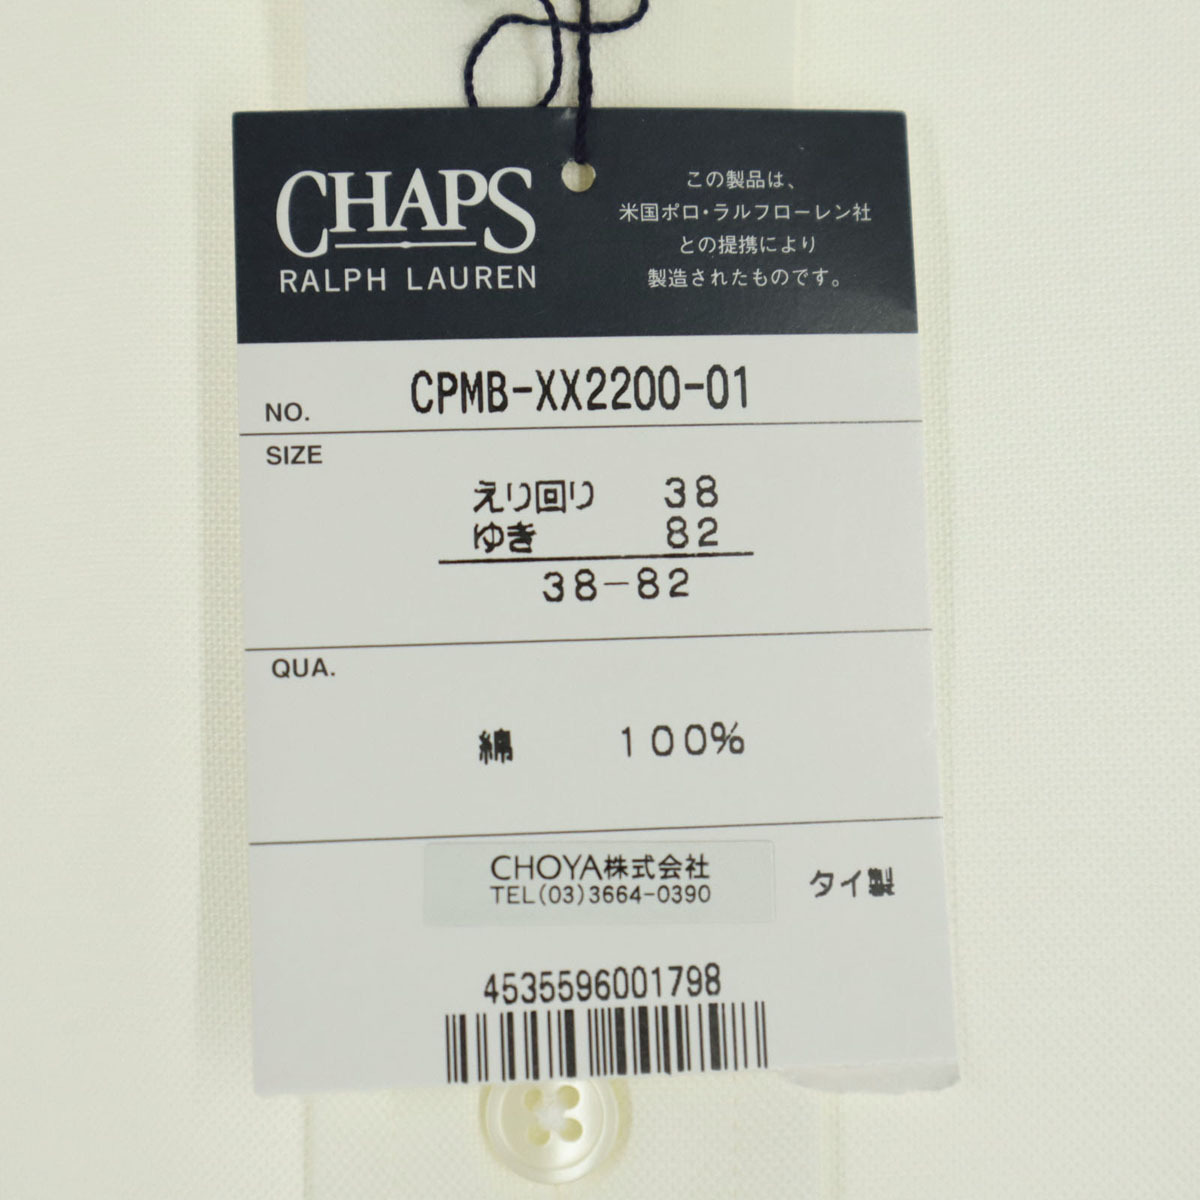 CHAPS
RALPH LAUREN
この製品は、
米国ポロ・ラルフローレン社
との提携により
製造されたものです。
NO. CPMB-XX2200-01
SIZE
えり回り 38
ゆき 82
38-82
QUA.
綿 100%
CHOYA株式会社
TEL(03)3664-0390
タイ製
4535596001798